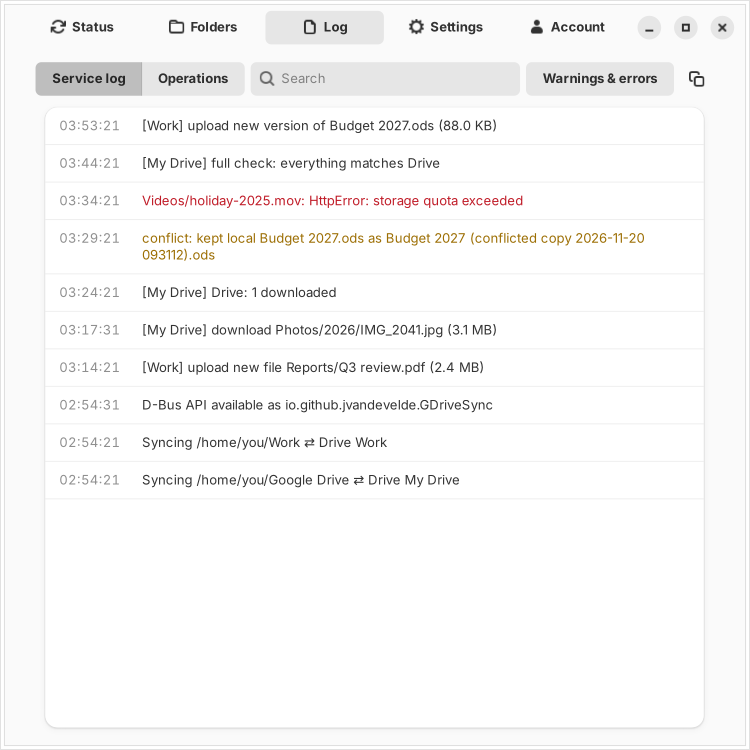 Status
Folders
Log
Settings
Account
Service log
Operations
Search
Warnings & errors
03:53:21 [Work] upload new version of Budget 2027.ods (88.0 KB)
03:44:21 [My Drive] full check: everything matches Drive
03:34:21 Videos/holiday-2025.mov: HttpError: storage quota exceeded
03:29:21 conflict: kept local Budget 2027.ods as Budget 2027 (conflicted copy 2026-11-20
093112).ods
03:24:21 [My Drive] Drive: 1 downloaded
03:17:31 [My Drive] download Photos/2026/IMG_2041.jpg (3.1 MB)
03:14:21 [Work] upload new file Reports/Q3 review.pdf (2.4 MB)
02:54:31 D-Bus API available as io.github.jvandevelde.GDriveSync
02:54:21 Syncing /home/you/Work ⇄ Drive Work
02:54:21 Syncing /home/you/Google Drive ⇄ Drive My Drive